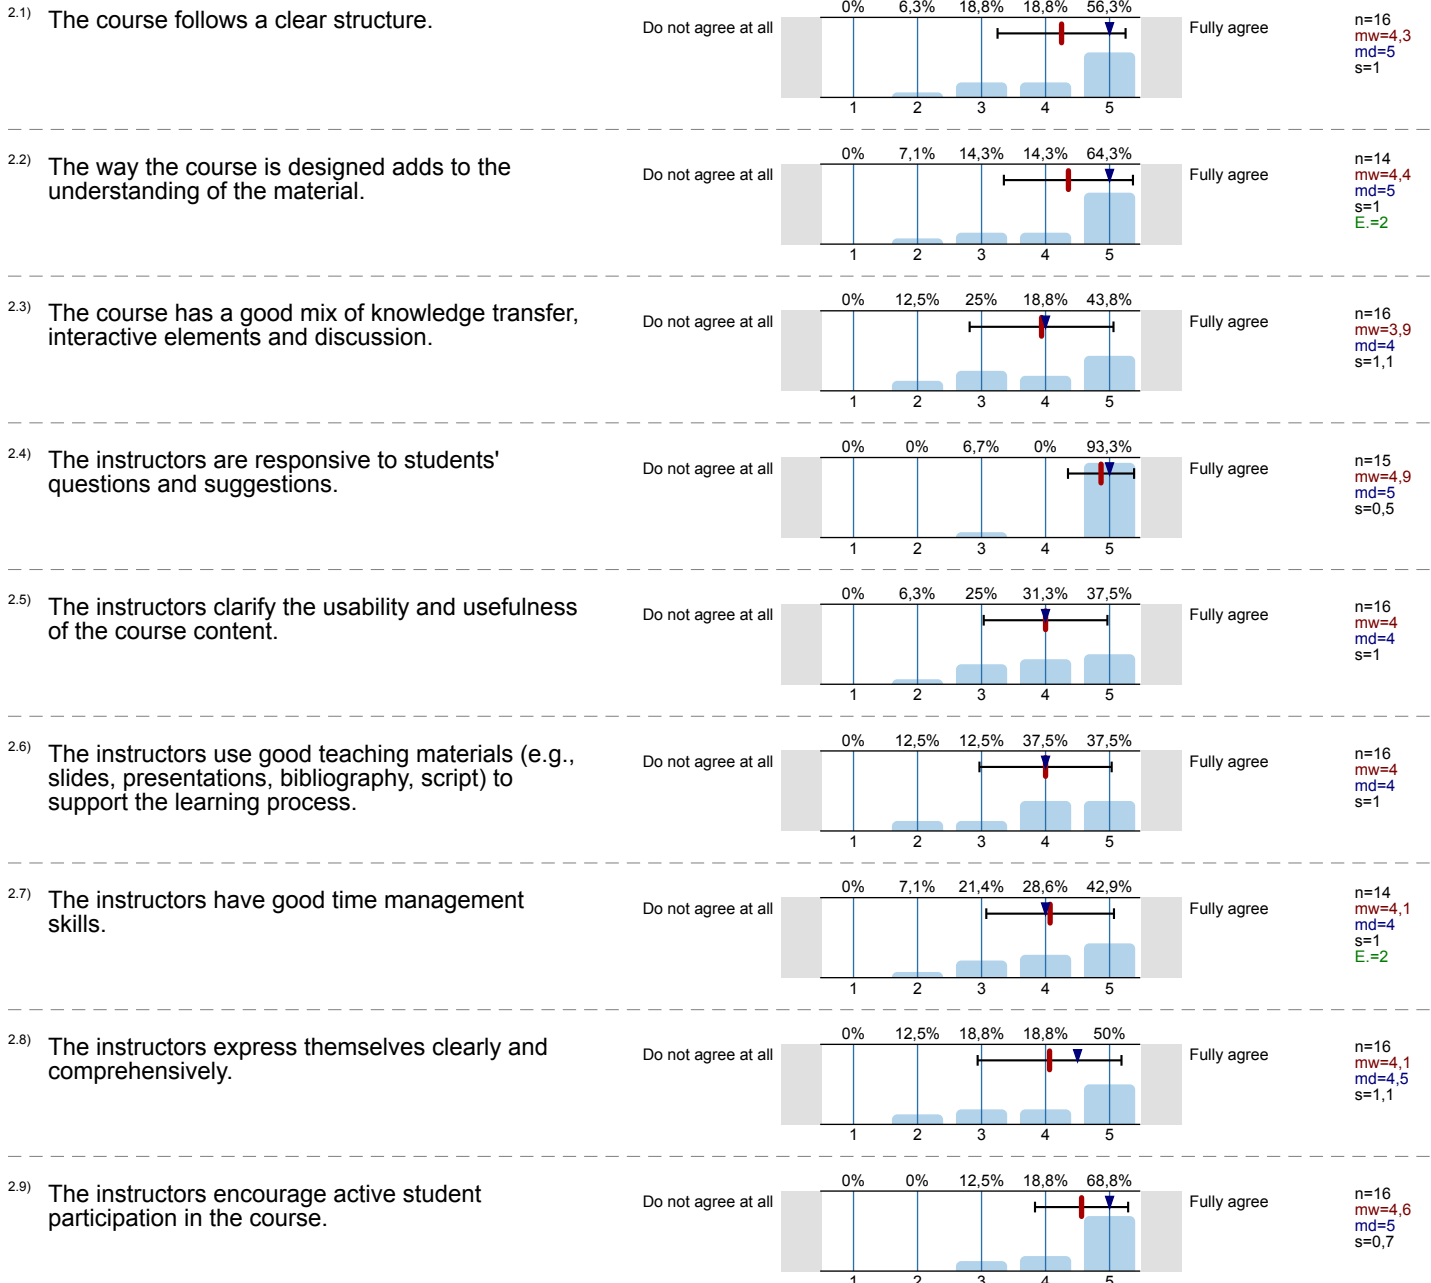 2.1) The course follows a clear structure.
Do not agree at all
0% 6,3% 18,8% 18,8% 56,3%
1 2 3 4 5
Fully agree
n=16
mw=4,3
md=5
s=1
2.2) The way the course is designed adds to the
understanding of the material.
Do not agree at all
0% 7,1% 14,3% 14,3% 64,3%
1 2 3 4 5
Fully agree
n=14
mw=4,4
md=5
s=1
E.=2
2.3) The course has a good mix of knowledge transfer,
interactive elements and discussion.
Do not agree at all
0% 12,5% 25% 18,8% 43,8%
1 2 3 4 5
Fully agree
n=16
mw=3,9
md=4
s=1,1
2.4) The instructors are responsive to students'
questions and suggestions.
Do not agree at all
0% 0% 6,7% 0% 93,3%
1 2 3 4 5
Fully agree
n=15
mw=4,9
md=5
s=0,5
2.5) The instructors clarify the usability and usefulness
of the course content.
Do not agree at all
0% 6,3% 25% 31,3% 37,5%
1 2 3 4 5
Fully agree
n=16
mw=4
md=4
s=1
2.6) The instructors use good teaching materials (e.g.,
slides, presentations, bibliography, script) to
support the learning process.
Do not agree at all
0% 12,5% 12,5% 37,5% 37,5%
1 2 3 4 5
Fully agree
n=16
mw=4
md=4
s=1
2.7) The instructors have good time management
skills.
Do not agree at all
0% 7,1% 21,4% 28,6% 42,9%
1 2 3 4 5
Fully agree
n=14
mw=4,1
md=4
s=1
E.=2
2.8) The instructors express themselves clearly and
comprehensively.
Do not agree at all
0% 12,5% 18,8% 18,8% 50%
1 2 3 4 5
Fully agree
n=16
mw=4,1
md=4,5
s=1,1
2.9) The instructors encourage active student
participation in the course.
Do not agree at all
0% 0% 12,5% 18,8% 68,8%
1 2 3 4 5
Fully agree
n=16
mw=4,6
md=5
s=0,7